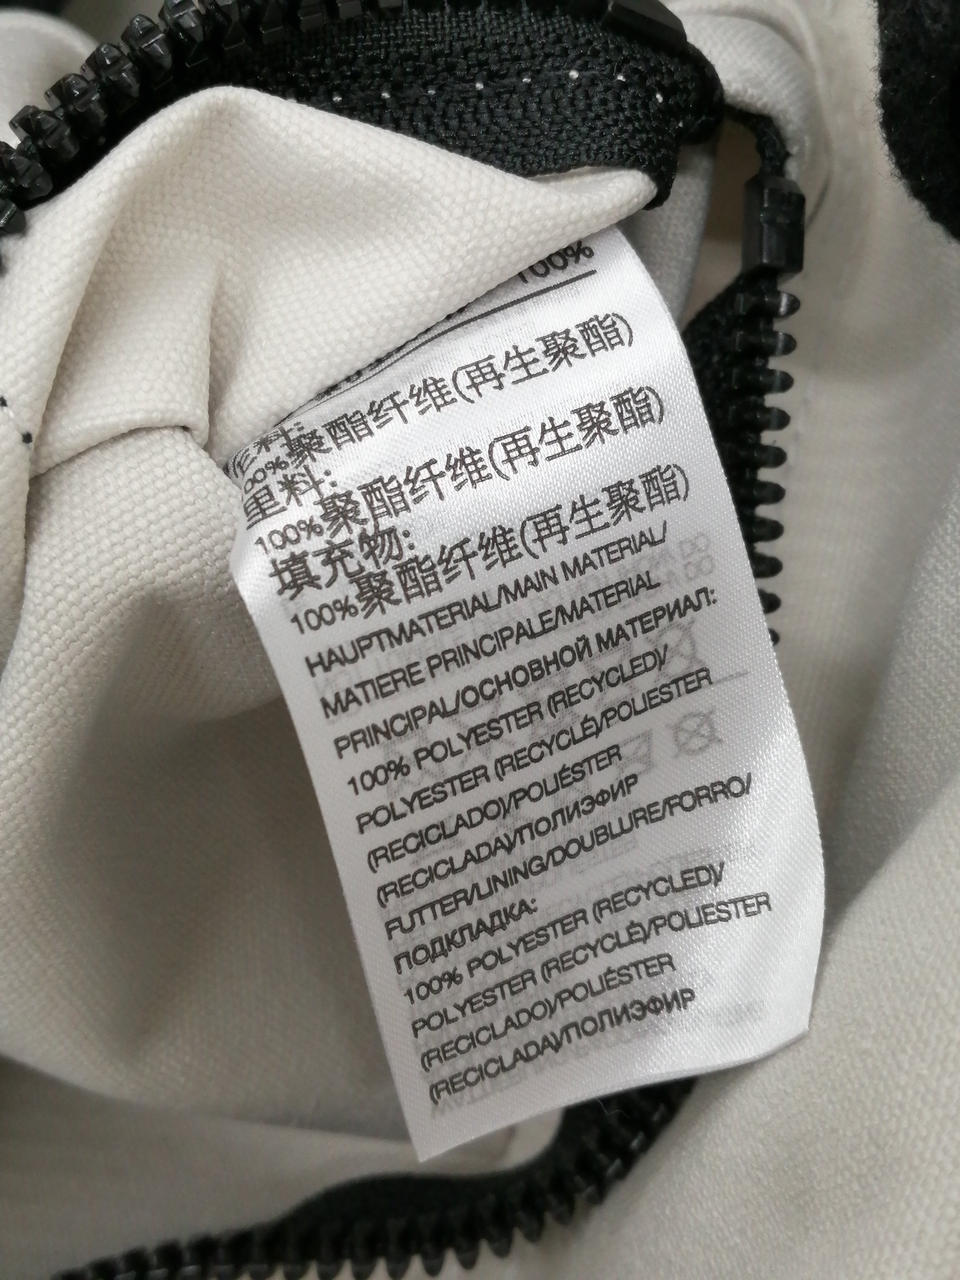 100%
料:
100%聚酯纤维(再生聚酯)
里料:
100%聚酯纤维(再生聚酯)
填充物:
100%聚酯纤维(再生聚酯)
HAUPTMATERIAL/MAIN MATERIAL/
MATIERE PRINCIPALE/MATERIAL
PRINCIPAL/ОСНОВНОЙ МАТЕРИАЛ:
100% POLYESTER (RECYCLED)/
POLYESTER (RECYCLÉ)/POLIESTER
(RECICLADO)/POLIÉSTER
(RECICLADA)/ПОЛИЭФИР
FUTTER/LINING/DOUBLURE/FORRO/
ПОДКЛАДКА:
100% POLYESTER (RECYCLED)/
POLYESTER (RECYCLÉ)/POLIESTER
(RECICLADO)/POLIÉSTER
(RECICLADA)/ПОЛИЭФИР